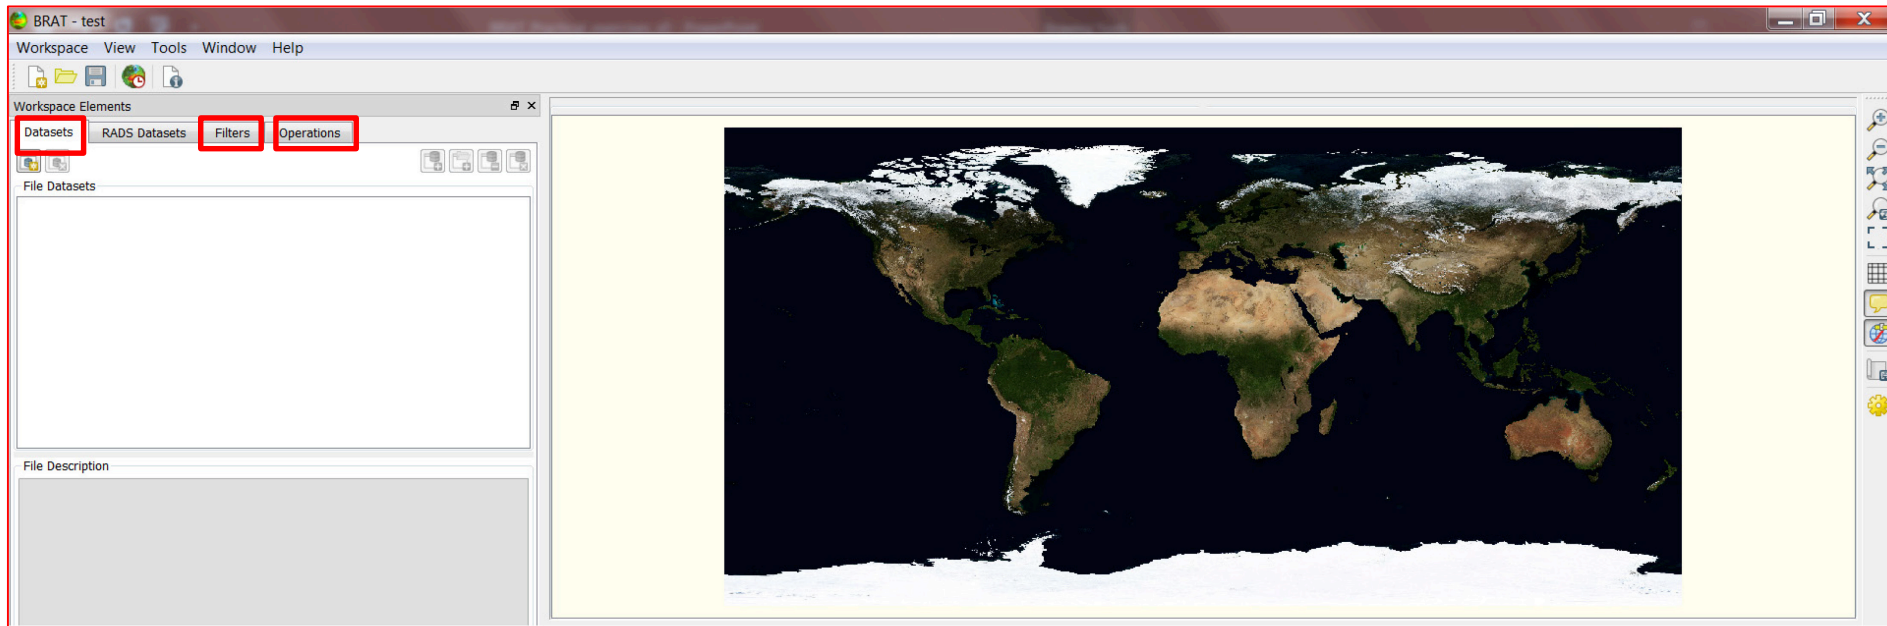 BRAT - test
Workspace View Tools Window Help
Workspace Elements
Datasets RADS Datasets Filters Operations
File Datasets
File Description